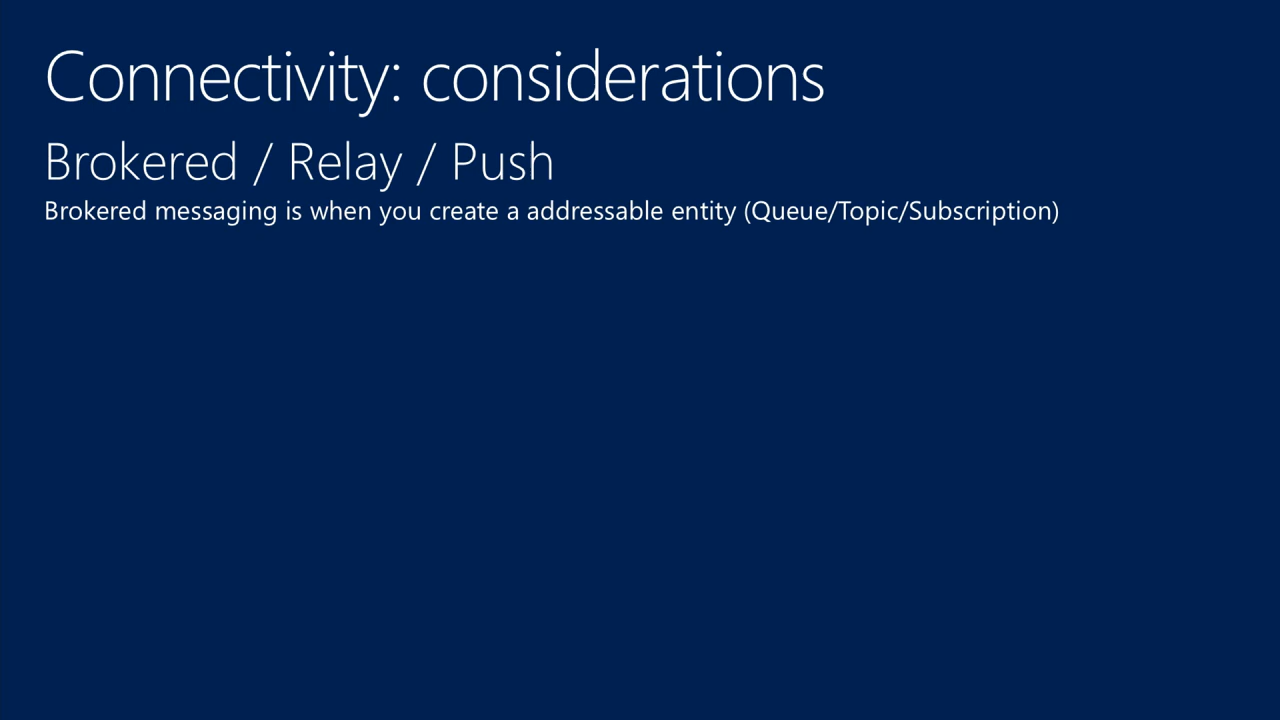 Connectivity: considerations
Brokered / Relay / Push
Brokered messaging is when you create a addressable entity (Queue/Topic/Subscription)